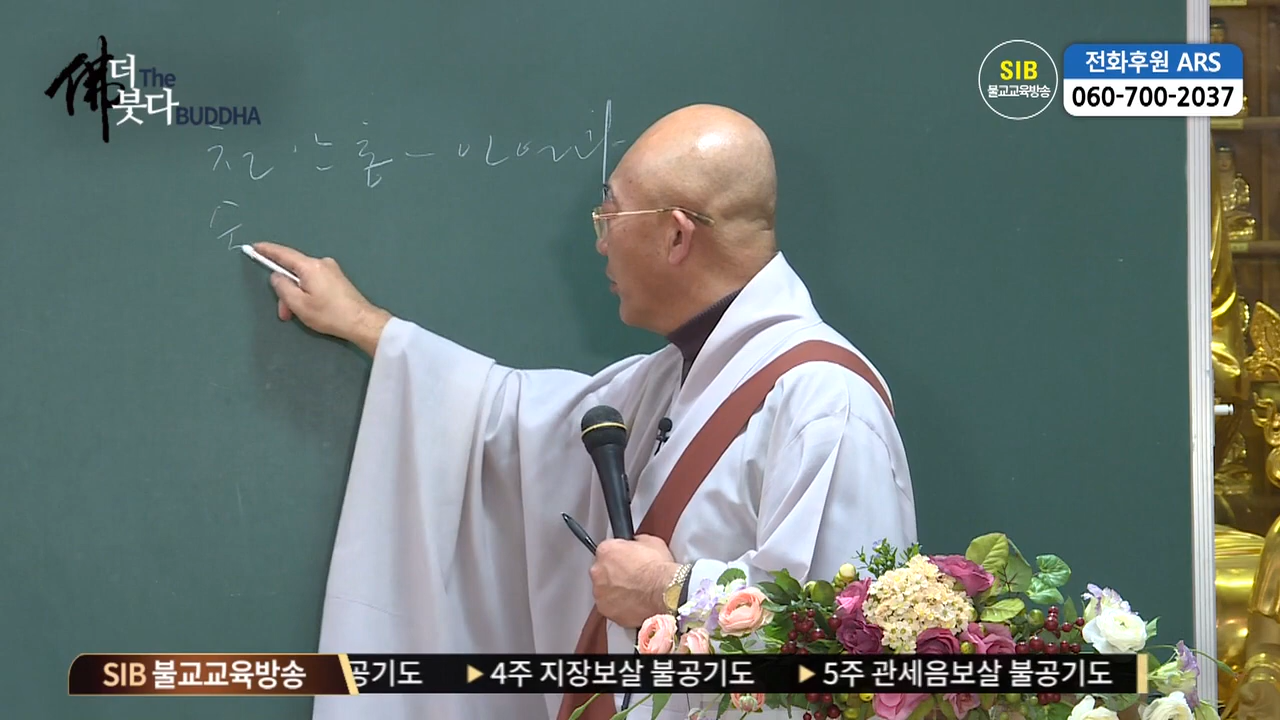 佛 더 붓다 The BUDDHA
SIB 불교교육방송
전화후원 ARS
060-700-2037
SIB 불교교육방송 공기도 ▶4주 지장보살 불공기도 ▶5주 관세음보살 불공기도